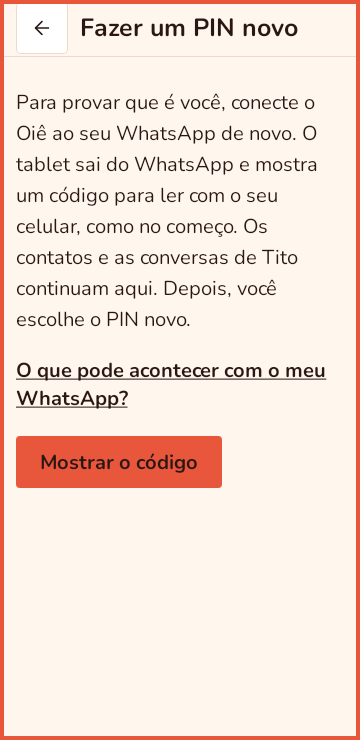 Fazer um PIN novo
Para provar que é você, conecte o
Oiê ao seu WhatsApp de novo. O
tablet sai do WhatsApp e mostra
um código para ler com o seu
celular, como no começo. Os
contatos e as conversas de Tito
continuam aqui. Depois, você
escolhe o PIN novo.
O que pode acontecer com o meu
WhatsApp?
Mostrar o código